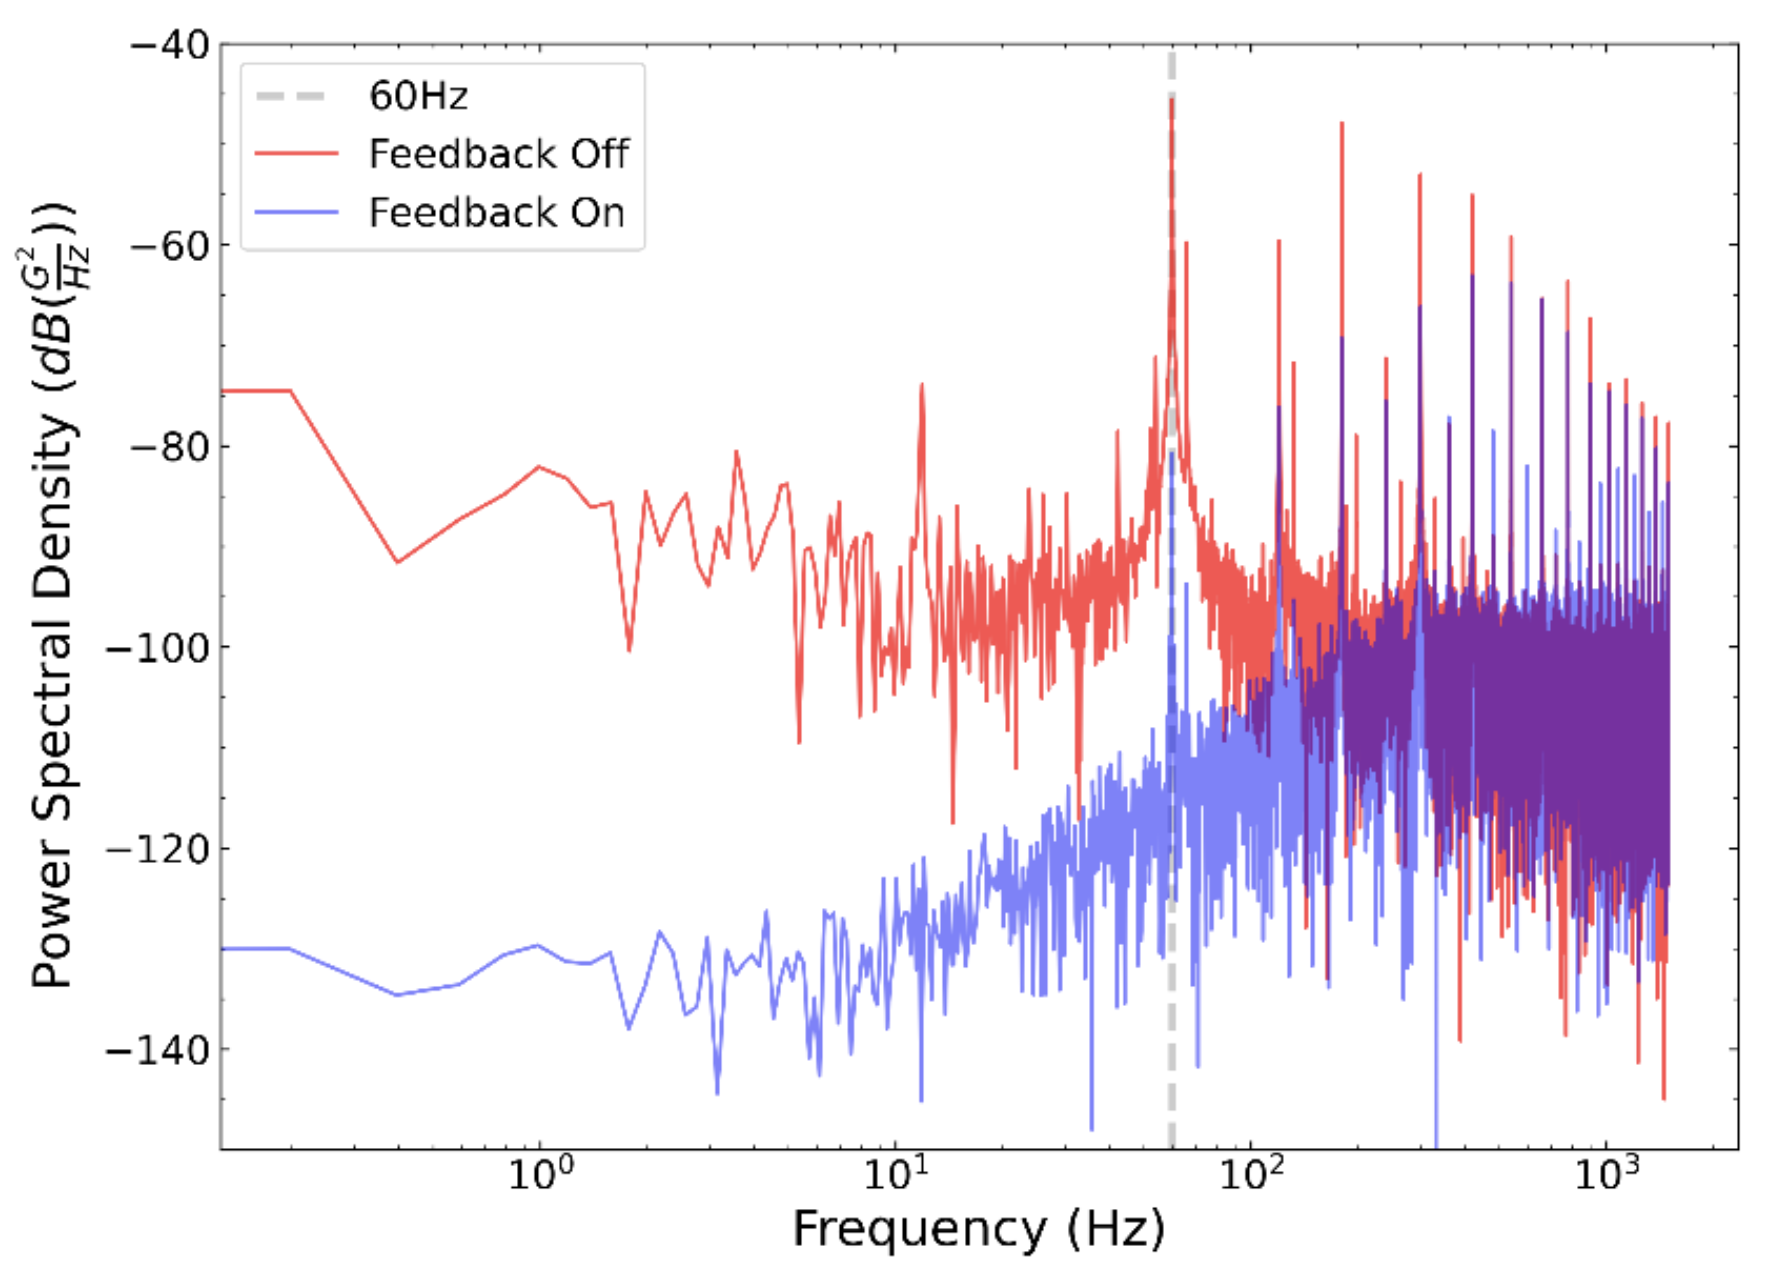 60Hz
Feedback Off
Feedback On
−40
−60
−80
−100
−120
−140
Power Spectral Density (dB(G²/Hz))
10⁰
10¹
10²
10³
Frequency (Hz)